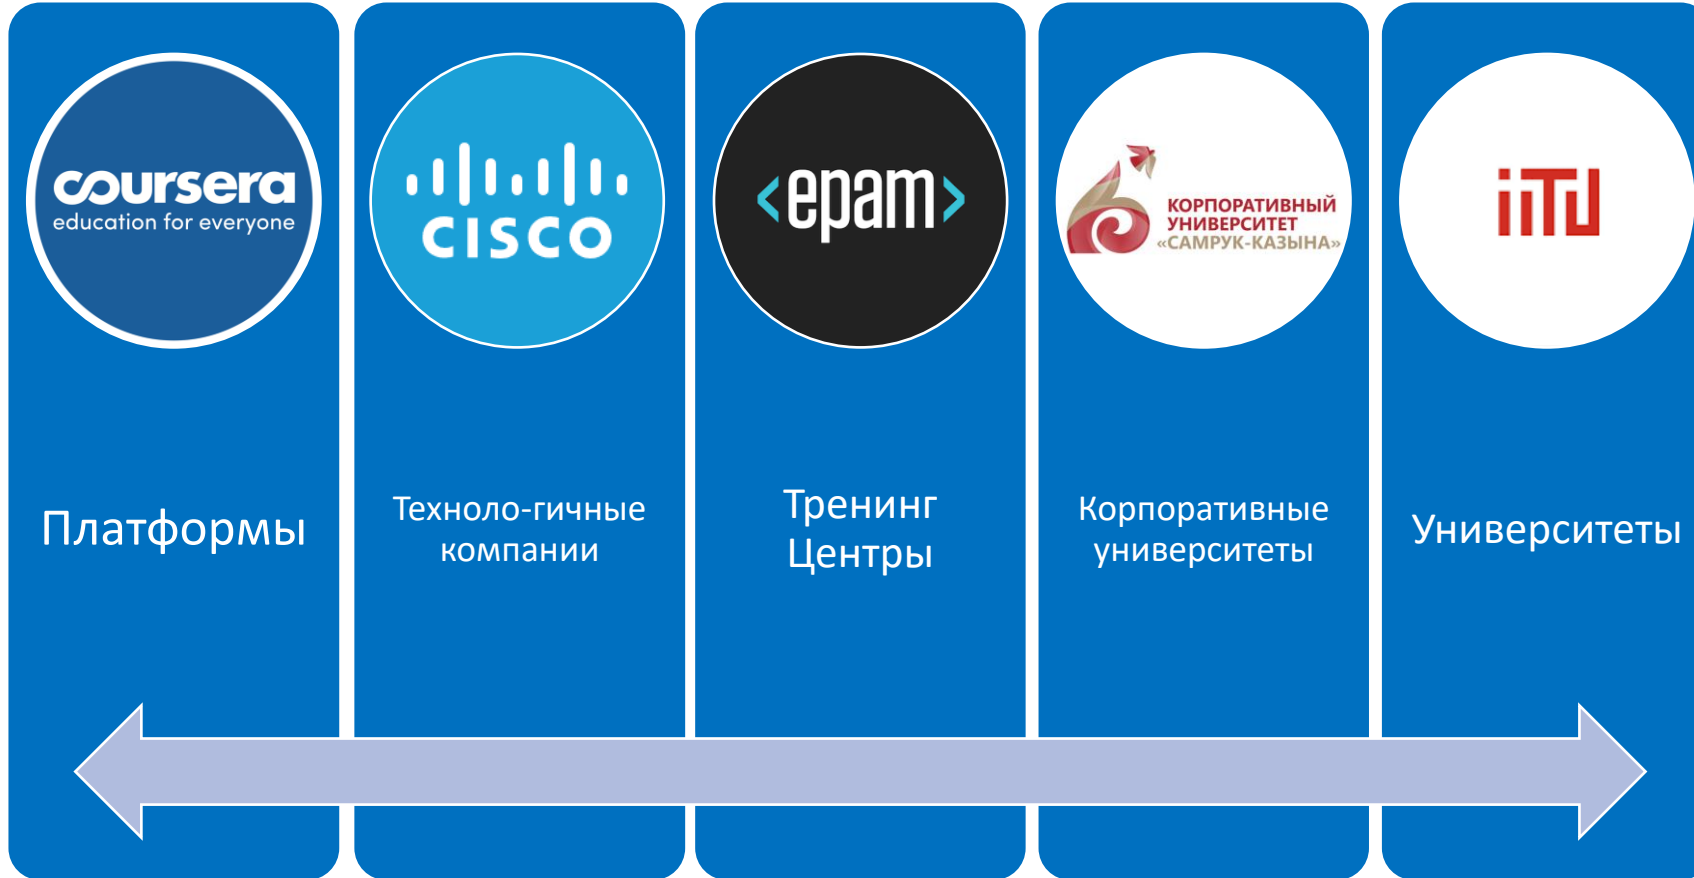 coursera
education for everyone
CISCO
<epam>
КОРПОРАТИВНЫЙ
УНИВЕРСИТЕТ
«САМРУК-КАЗЫНА»
iiTU
Платформы
Техноло-гичные
компании
Тренинг
Центры
Корпоративные
университеты
Университеты